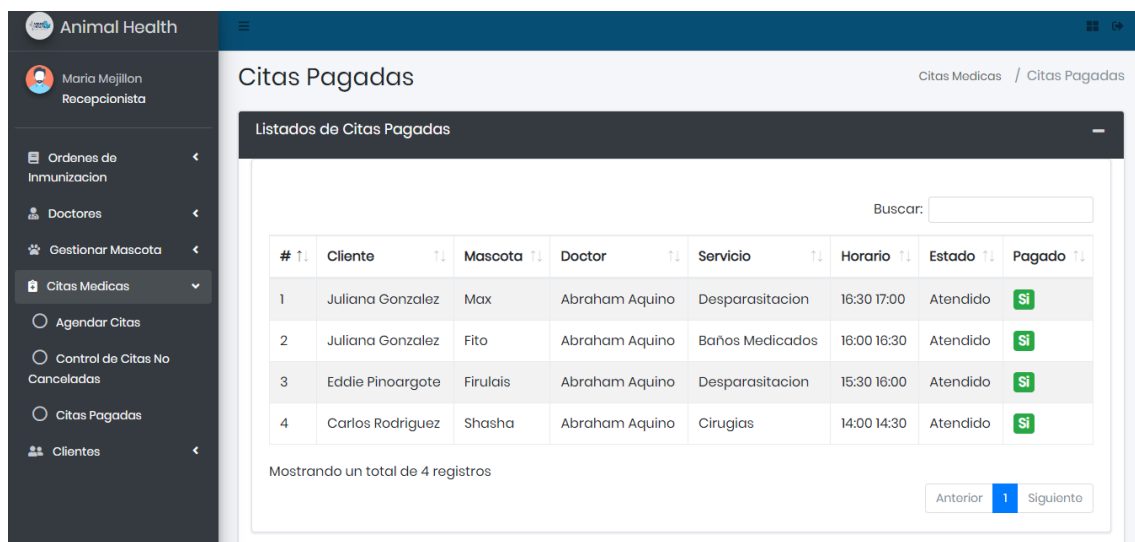 Animal Health
Maria Mejillon
Recepcionista
Ordenes de
Inmunizacion
Doctores
Gestionar Mascota
Citas Medicas
Agendar Citas
Control de Citas No
Canceladas
Citas Pagadas
Clientes
Citas Pagadas
Citas Medicas / Citas Pagadas
Listados de Citas Pagadas
Buscar:
# Cliente Mascota Doctor Servicio Horario Estado Pagado
1 Juliana Gonzalez Max Abraham Aquino Desparasitacion 16:30 17:00 Atendido Si
2 Juliana Gonzalez Fito Abraham Aquino Baños Medicados 16:00 16:30 Atendido Si
3 Eddie Pinoargote Firulais Abraham Aquino Desparasitacion 15:30 16:00 Atendido Si
4 Carlos Rodriguez Shasha Abraham Aquino Cirugias 14:00 14:30 Atendido Si
Mostrando un total de 4 registros
Anterior 1 Siguiente